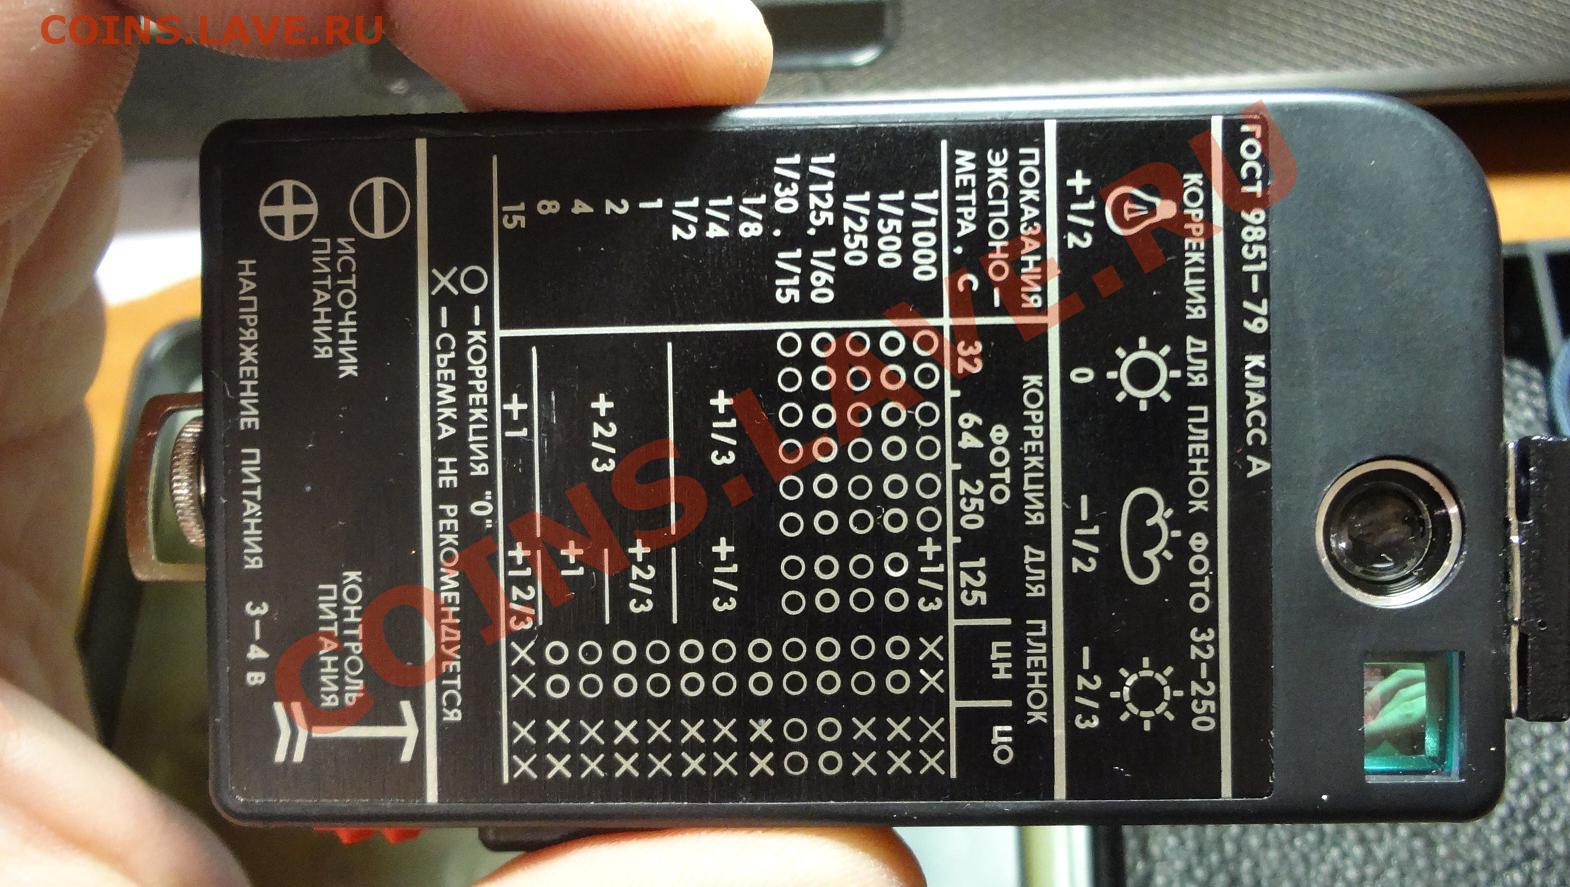 COINS.LAVE.RU
ГОСТ 9851–79 КЛАСС А
КОРРЕКЦИЯ ДЛЯ ПЛЕНОК ФОТО 32–250
+1/2 0 –1/2 –2/3
ПОКАЗАНИЯ
ЭКСПОНО–
МЕТРА, С
КОРРЕКЦИЯ ДЛЯ ПЛЕНОК
ФОТО
32, 64, 250, 125
ЦН
ЦО
1/1000 О О О О О О +1/3 Х Х Х Х
1/500 О О О О О О О О О О Х Х
1/250 О О О О О О О О О О Х Х
1/125, 1/60 О О О О О О О О О О О О
1/30, 1/15 О О О О О О О О О О О О
1/8 О О Х Х
1/4 +1/3 +1/3 О О Х Х
1/2 О О Х Х
1 О О Х Х
2 +2/3 +2/3 О О Х Х
4 +1 О О Х Х
8 О О Х Х
15 +1 +1 2/3 Х Х Х Х
О – КОРРЕКЦИЯ "О"
Х – СЪЕМКА НЕ РЕКОМЕНДУЕТСЯ
ИСТОЧНИК
ПИТАНИЯ
КОНТРОЛЬ
ПИТАНИЯ
НАПРЯЖЕНИЕ ПИТАНИЯ 3–4 В
COINS.LAVE.RU